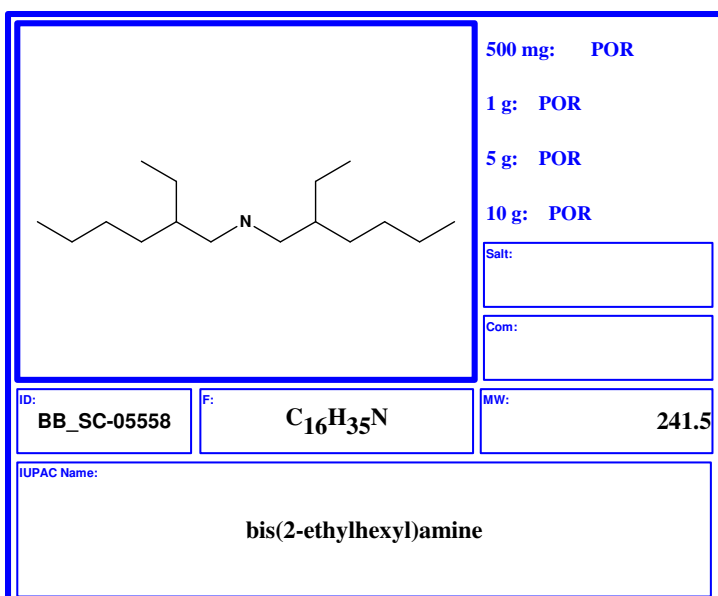 500 mg: POR
1 g: POR
5 g: POR
10 g: POR
N
Salt:
Com:
ID:
BB_SC-05558
F:
C16H35N
MW:
241.5
IUPAC Name:
bis(2-ethylhexyl)amine